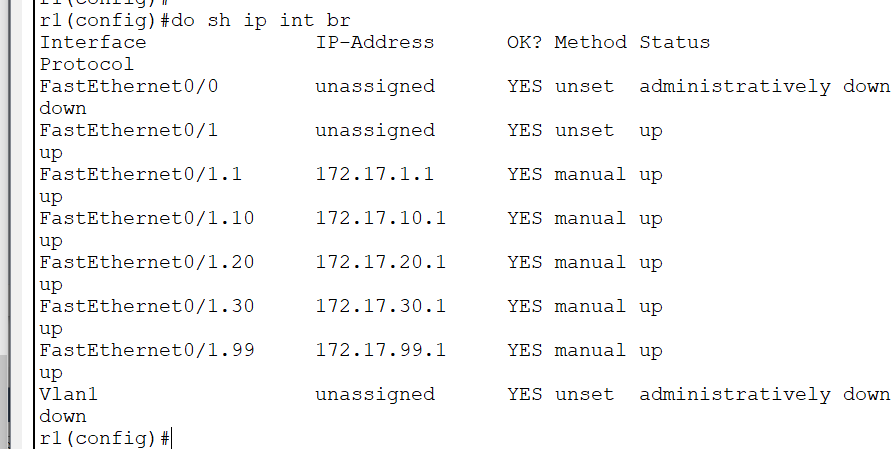 r1(config)#
r1(config)#do sh ip int br
Interface IP-Address OK? Method Status
Protocol
FastEthernet0/0 unassigned YES unset administratively down
down
FastEthernet0/1 unassigned YES unset up
up
FastEthernet0/1.1 172.17.1.1 YES manual up
up
FastEthernet0/1.10 172.17.10.1 YES manual up
up
FastEthernet0/1.20 172.17.20.1 YES manual up
up
FastEthernet0/1.30 172.17.30.1 YES manual up
up
FastEthernet0/1.99 172.17.99.1 YES manual up
up
Vlan1 unassigned YES unset administratively down
down
r1(config)#